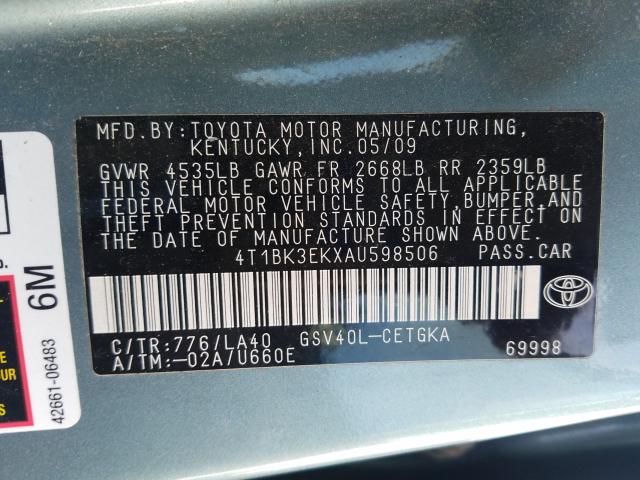 MFD.BY:TOYOTA MOTOR MANUFACTURING,
KENTUCKY,INC.05/09
GVWR 4535LB GAWR FR 2668LB RR 2359LB
THIS VEHICLE CONFORMS TO ALL APPLICABLE
FEDERAL MOTOR VEHICLE SAFETY,BUMPER,AND
THEFT PREVENTION STANDARDS IN EFFECT ON
THE DATE OF MANUFACTURE SHOWN ABOVE.
4T1BK3EKXAU598506 PASS.CAR
C/TR:776/LA40 GSV40L-CETGKA
A/TM:-02A/U660E 69998
6M
42661-06483
E
UR
S